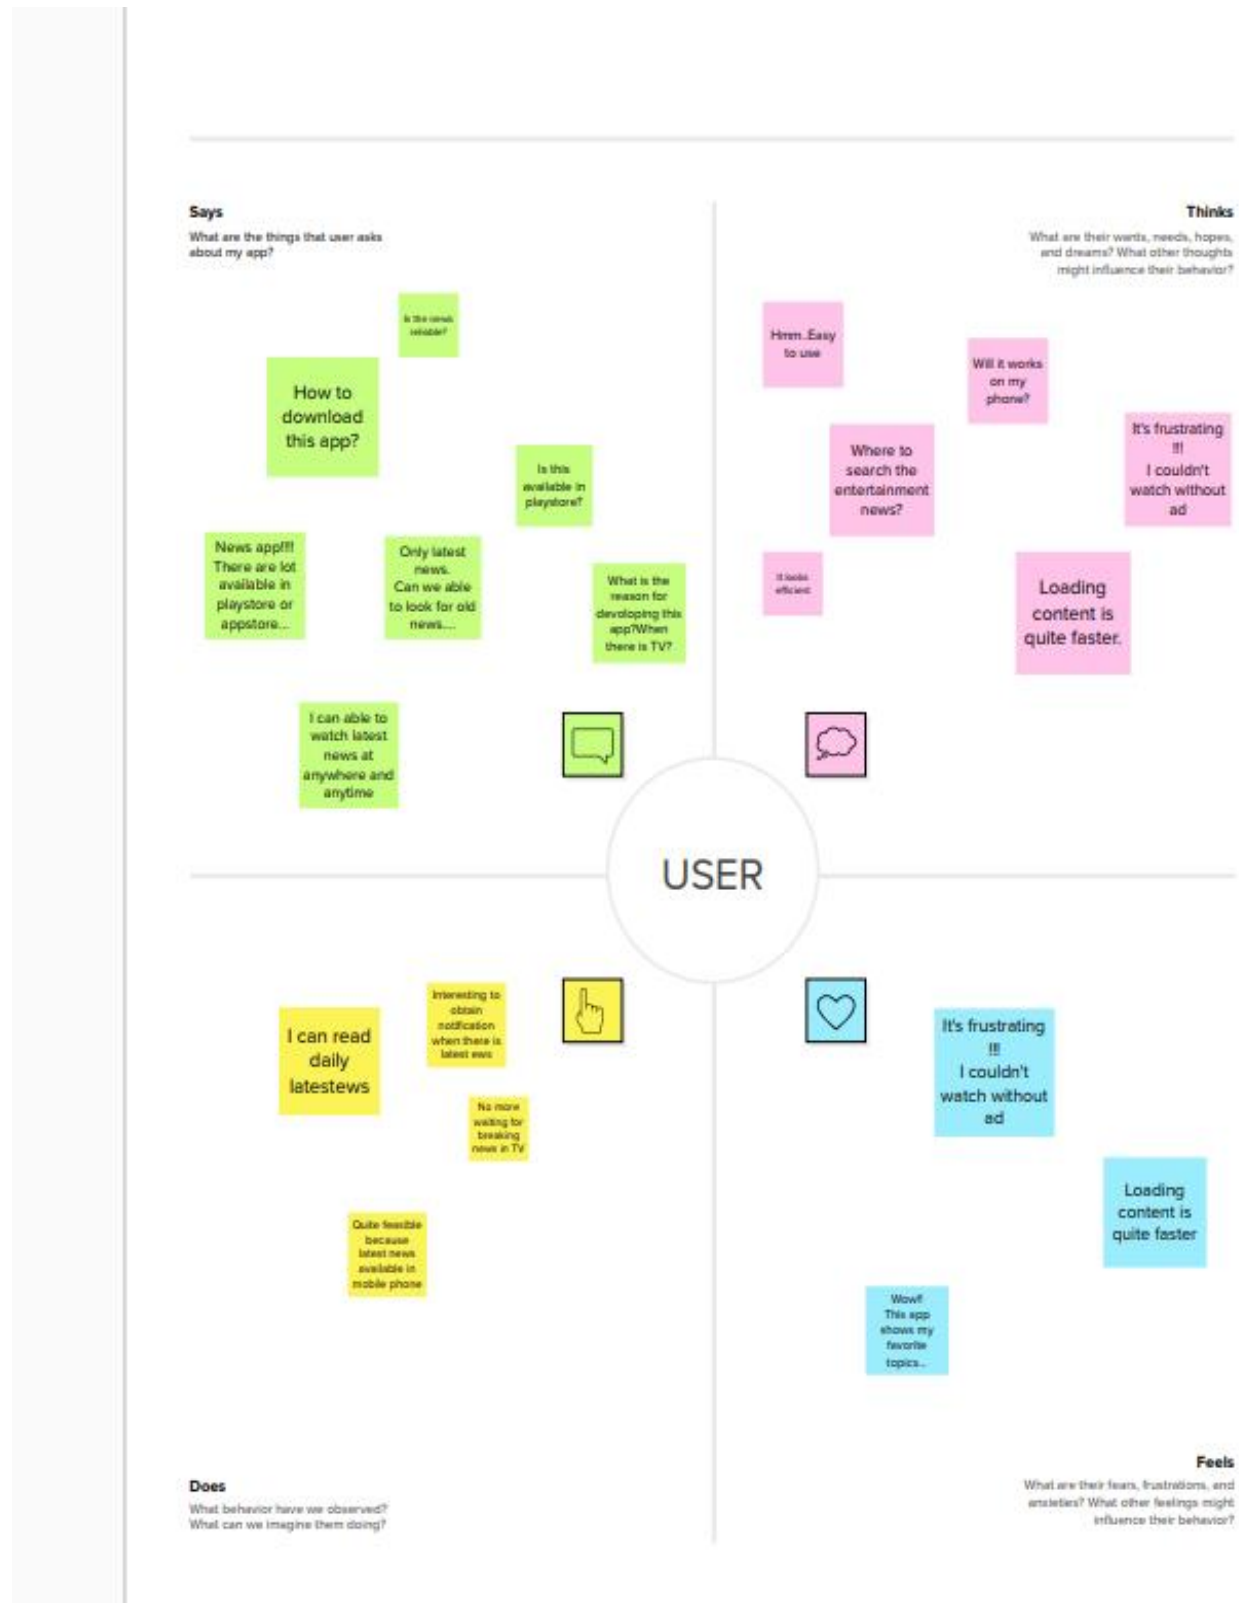 Says
What are the things that user asks
about my app?
Is the news
reliable?
How to
download
this app?
Is this
available in
playstore?
News app!!!!
There are lot
available in
playstore or
appstore...
Only latest
news.
Can we able
to look for old
news....
What is the
reason for
devoloping this
app?When
there is TV?
I can able to
watch latest
news at
anywhere and
anytime
Thinks
What are their wants, needs, hopes,
and dreams? What other thoughts
might influence their behavior?
Hmm..Easy
to use
Will it works
on my
phone?
Where to
search the
entertainment
news?
It's frustrating
!!!
I couldn't
watch without
ad
It looks
efficient
Loading
content is
quite faster.
USER
I can read
daily
latestews
Interesting to
obtain
notification
when there is
latest ews
No more
waiting for
breaking
news in TV
Quite feasible
because
latest news
available in
mobile phone
Does
What behavior have we observed?
What can we imagine them doing?
It's frustrating
!!!
I couldn't
watch without
ad
Loading
content is
quite faster
Wow!!
This app
shows my
favorite
topics...
Feels
What are their fears, frustrations, and
anxieties? What other feelings might
influence their behavior?